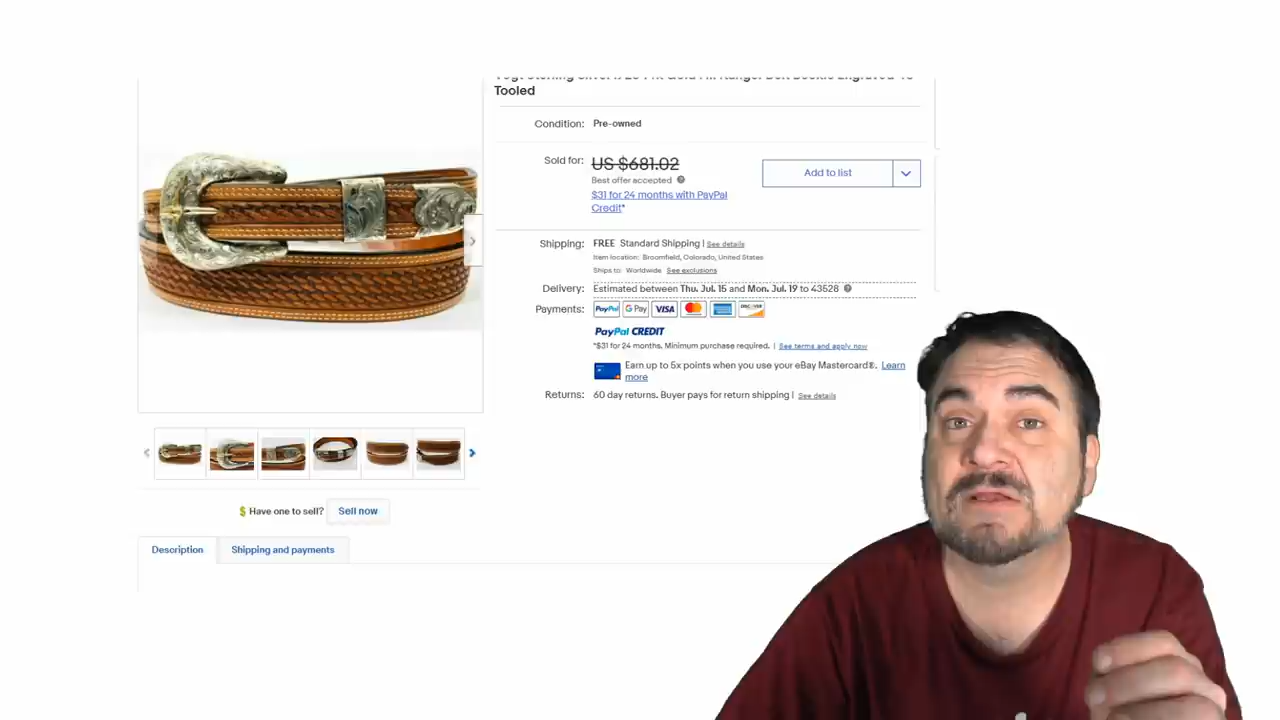 Tooled
Condition: Pre-owned
Sold for: US $681.02
Add to list
Best offer accepted
$31 for 24 months with PayPal
Credit*
Shipping: FREE Standard Shipping | See details
Item location: Broomfield, Colorado, United States
Ships to: Worldwide See exclusions
Delivery: Estimated between Thu. Jul. 15 and Mon. Jul. 19 to 43528
Payments: PayPal G Pay VISA DISCOVER
PayPal CREDIT
*$31 for 24 months. Minimum purchase required. | See terms and apply now
Earn up to 5x points when you use your eBay Mastercard®. Learn
more
Returns: 60 day returns. Buyer pays for return shipping | See details
$ Have one to sell? Sell now
Description Shipping and payments